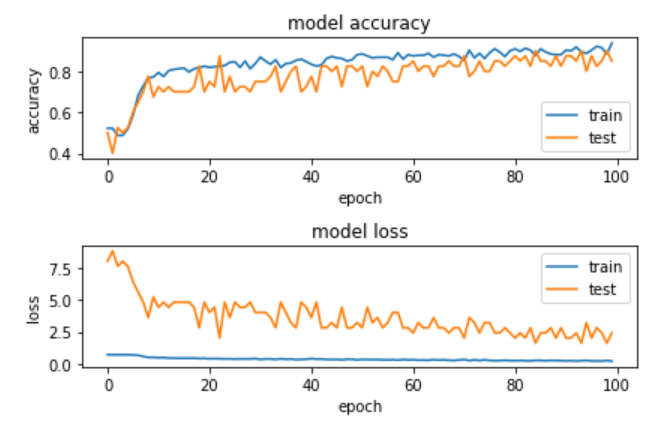 model accuracy
accuracy
0.8
0.6
0.4
train
test
0 20 40 60 80 100
epoch
model loss
loss
7.5
5.0
2.5
0.0
train
test
0 20 40 60 80 100
epoch